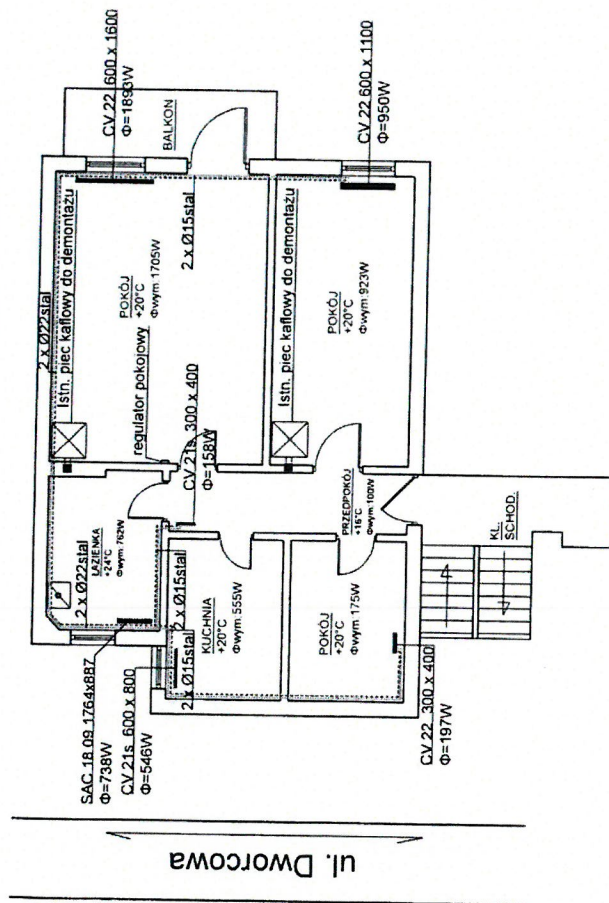 CV 22 600 x 1600
Φ=1893W
BALKON
CV 22 600 x 1100
Φ=950W
2 x Ø22stal
Istn. piec kaflowy do demontażu
POKÓJ
+20°C
Φwym.1705W
2 x Ø15stal
regulator pokojowy
Istn. piec kaflowy do demontażu
POKÓJ
+20°C
Φwym.923W
CV 21s 300 x 400
Φ=158W
2 x Ø22stal
ŁAZIENKA
+24°C
Φwym.762W
2 x Ø15stal
PRZEDPOKÓJ
+16°C
Φwym.100W
KL.
SCHOD.
KUCHNIA
+20°C
Φwym.555W
2 x Ø15stal
POKÓJ
+20°C
Φwym.175W
SAC 18 09 1764x887
Φ=738W
CV 21s 600 x 800
Φ=546W
CV 22 300 x 400
Φ=197W
ul. Dworcowa